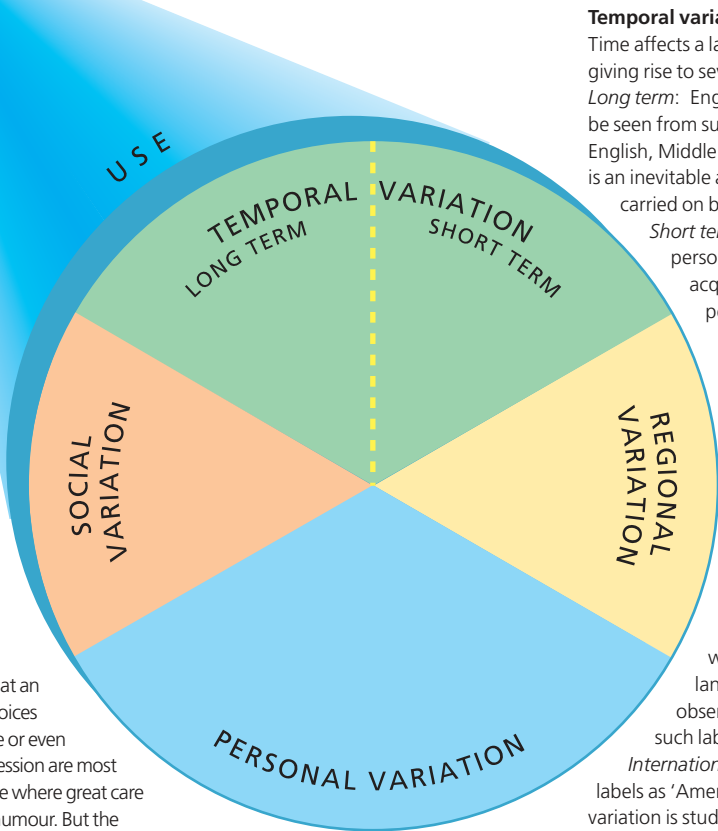 Temporal varia
Time affects a la
giving rise to sev
Long term: Eng
be seen from su
English, Middle
is an inevitable a
carried on b
Short ter
perso
acq
p
USE
TEMPORAL VARIATION
LONG TERM
SHORT TERM
SOCIAL
VARIATION
REGIONAL
VARIATION
PERSONAL VARIATION
at an
oices
e or even
ession are most
e where great care
umour. But the
w
lan
obser
such lab
Internation
labels as ‘Amer
variation is stud